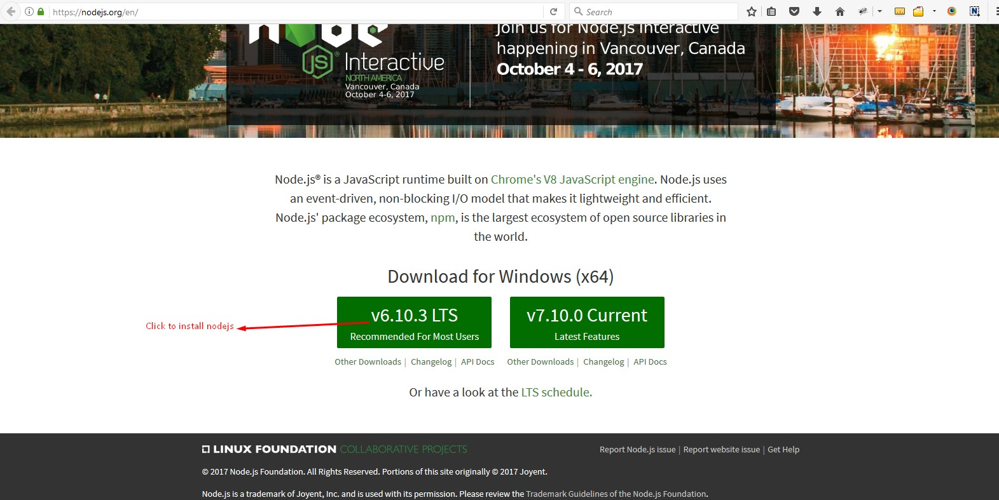 https://nodejs.org/en/
Search
node
JS
Interactive
NORTH AMERICA
Vancouver, Canada
October 4-6, 2017
Join us for Node.js Interactive
happening in Vancouver, Canada
October 4 - 6, 2017
Node.js® is a JavaScript runtime built on Chrome's V8 JavaScript engine. Node.js uses
an event-driven, non-blocking I/O model that makes it lightweight and efficient.
Node.js' package ecosystem, npm, is the largest ecosystem of open source libraries in
the world.
Download for Windows (x64)
Click to install nodejs
v6.10.3 LTS
Recommended For Most Users
v7.10.0 Current
Latest Features
Other Downloads | Changelog | API Docs
Other Downloads | Changelog | API Docs
Or have a look at the LTS schedule.
LINUX FOUNDATION COLLABORATIVE PROJECTS
Report Node.js issue | Report website issue | Get Help
© 2017 Node.js Foundation. All Rights Reserved. Portions of this site originally © 2017 Joyent.
Node.js is a trademark of Joyent, Inc. and is used with its permission. Please review the Trademark Guidelines of the Node.js Foundation.